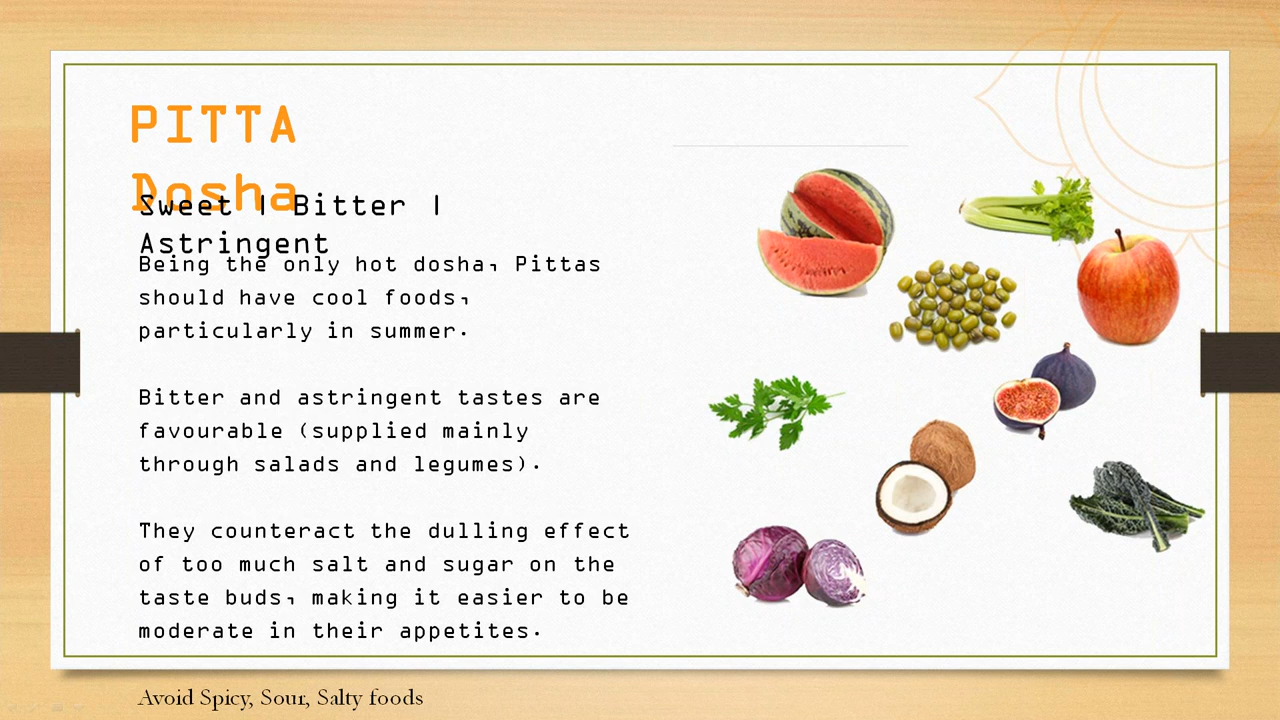 PITTA
Dosha
Sweet | Bitter |
Astringent
Being the only hot dosha, Pittas
should have cool foods,
particularly in summer.
Bitter and astringent tastes are
favourable (supplied mainly
through salads and legumes).
They counteract the dulling effect
of too much salt and sugar on the
taste buds, making it easier to be
moderate in their appetites.
Avoid Spicy, Sour, Salty foods